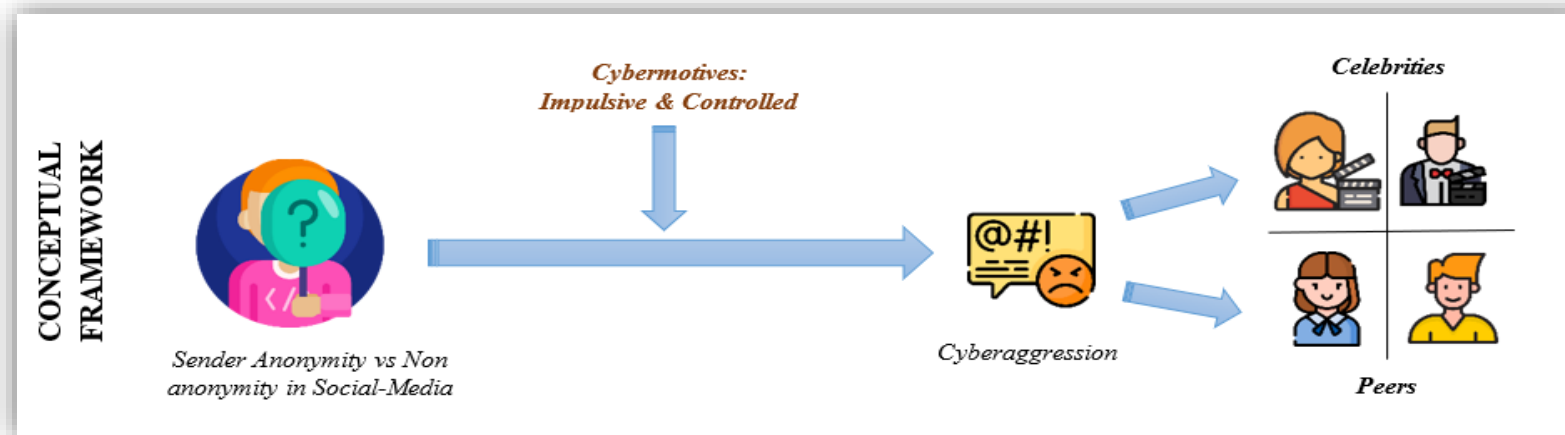 CONCEPTUAL
FRAMEWORK
Cybermotives:
Impulsive & Controlled
Celebrities
?
</>
@#!
Sender Anonymity vs Non
anonymity in Social-Media
Cyberaggression
Peers